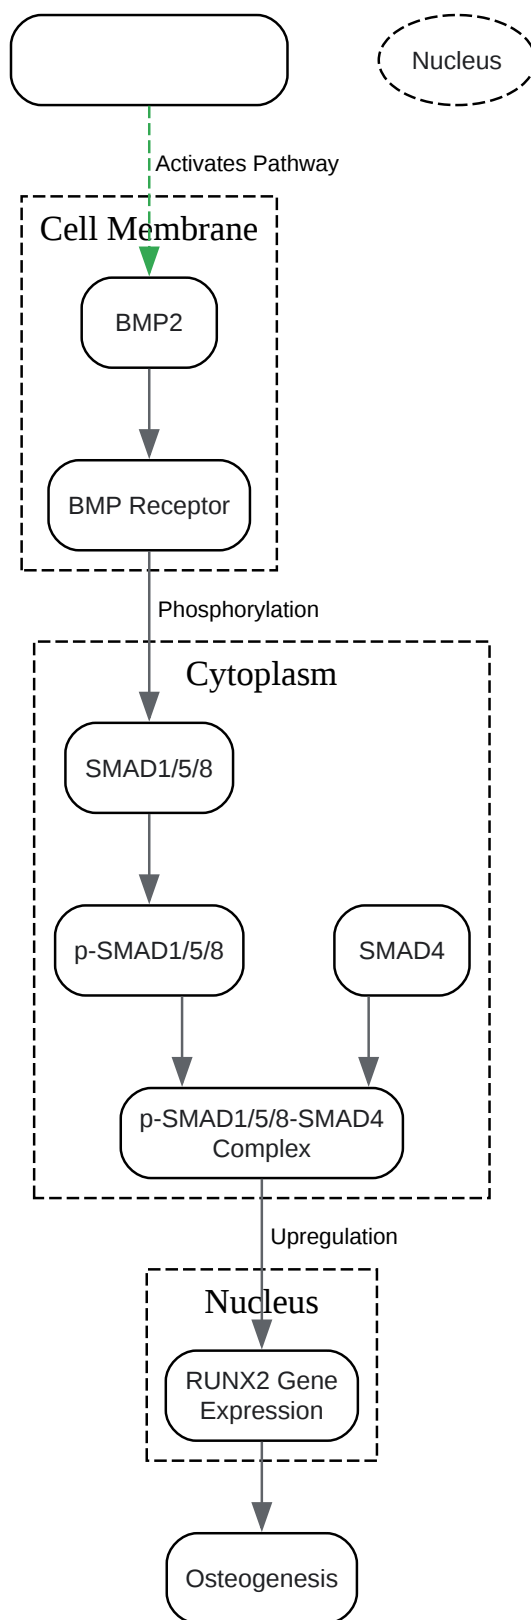 Nucleus
Activates Pathway
Cell Membrane
BMP2
BMP Receptor
Phosphorylation
Cytoplasm
SMAD1/5/8
p-SMAD1/5/8
SMAD4
p-SMAD1/5/8-SMAD4
Complex
Upregulation
Nucleus
RUNX2 Gene
Expression
Osteogenesis